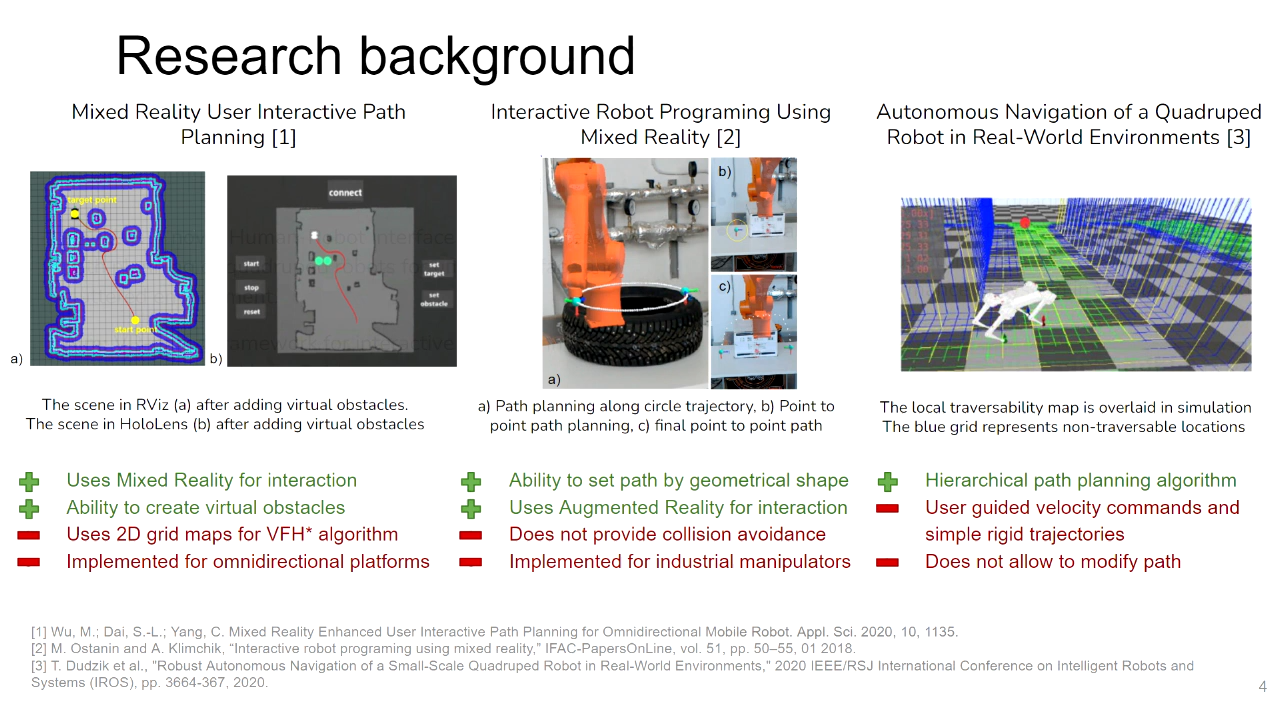 Research background
Mixed Reality User Interactive Path
Planning [1]
target point
start point
a)
connect
start
stop
reset
set
target
set
obstacle
b)
The scene in RViz (a) after adding virtual obstacles.
The scene in HoloLens (b) after adding virtual obstacles
Uses Mixed Reality for interaction
Ability to create virtual obstacles
Uses 2D grid maps for VFH* algorithm
Implemented for omnidirectional platforms
Interactive Robot Programing Using
Mixed Reality [2]
a)
b)
c)
a) Path planning along circle trajectory, b) Point to
point path planning, c) final point to point path
Ability to set path by geometrical shape
Uses Augmented Reality for interaction
Does not provide collision avoidance
Implemented for industrial manipulators
Autonomous Navigation of a Quadruped
Robot in Real-World Environments [3]
The local traversability map is overlaid in simulation
The blue grid represents non-traversable locations
Hierarchical path planning algorithm
User guided velocity commands and
simple rigid trajectories
Does not allow to modify path
[1] Wu, M.; Dai, S.-L.; Yang, C. Mixed Reality Enhanced User Interactive Path Planning for Omnidirectional Mobile Robot. Appl. Sci. 2020, 10, 1135.
[2] M. Ostanin and A. Klimchik, “Interactive robot programing using mixed reality,” IFAC-PapersOnLine, vol. 51, pp. 50–55, 01 2018.
[3] T. Dudzik et al., "Robust Autonomous Navigation of a Small-Scale Quadruped Robot in Real-World Environments," 2020 IEEE/RSJ International Conference on Intelligent Robots and
Systems (IROS), pp. 3664-367, 2020.
4